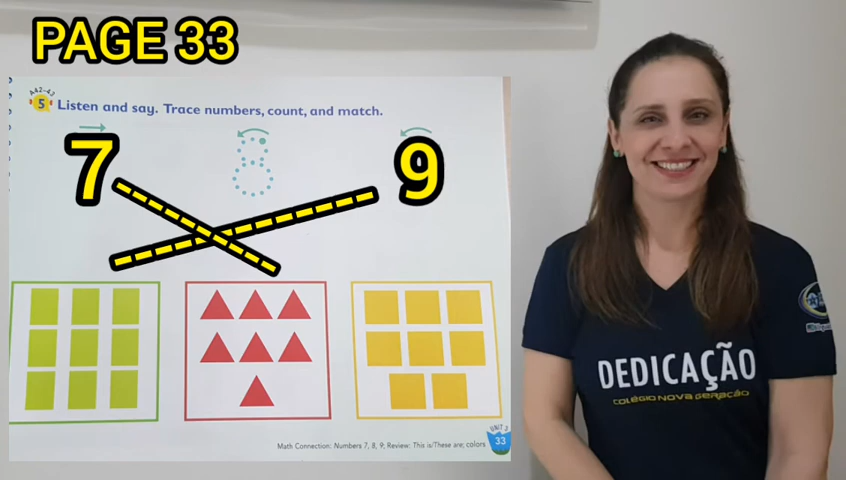 PAGE 33
A42-43
5 Listen and say. Trace numbers, count, and match.
7 8 9
DEDICAÇÃO
COLÉGIO NOVA GERAÇÃO
Math Connection: Numbers 7, 8, 9; Review: This is/These are; colors
UNIT 3
33